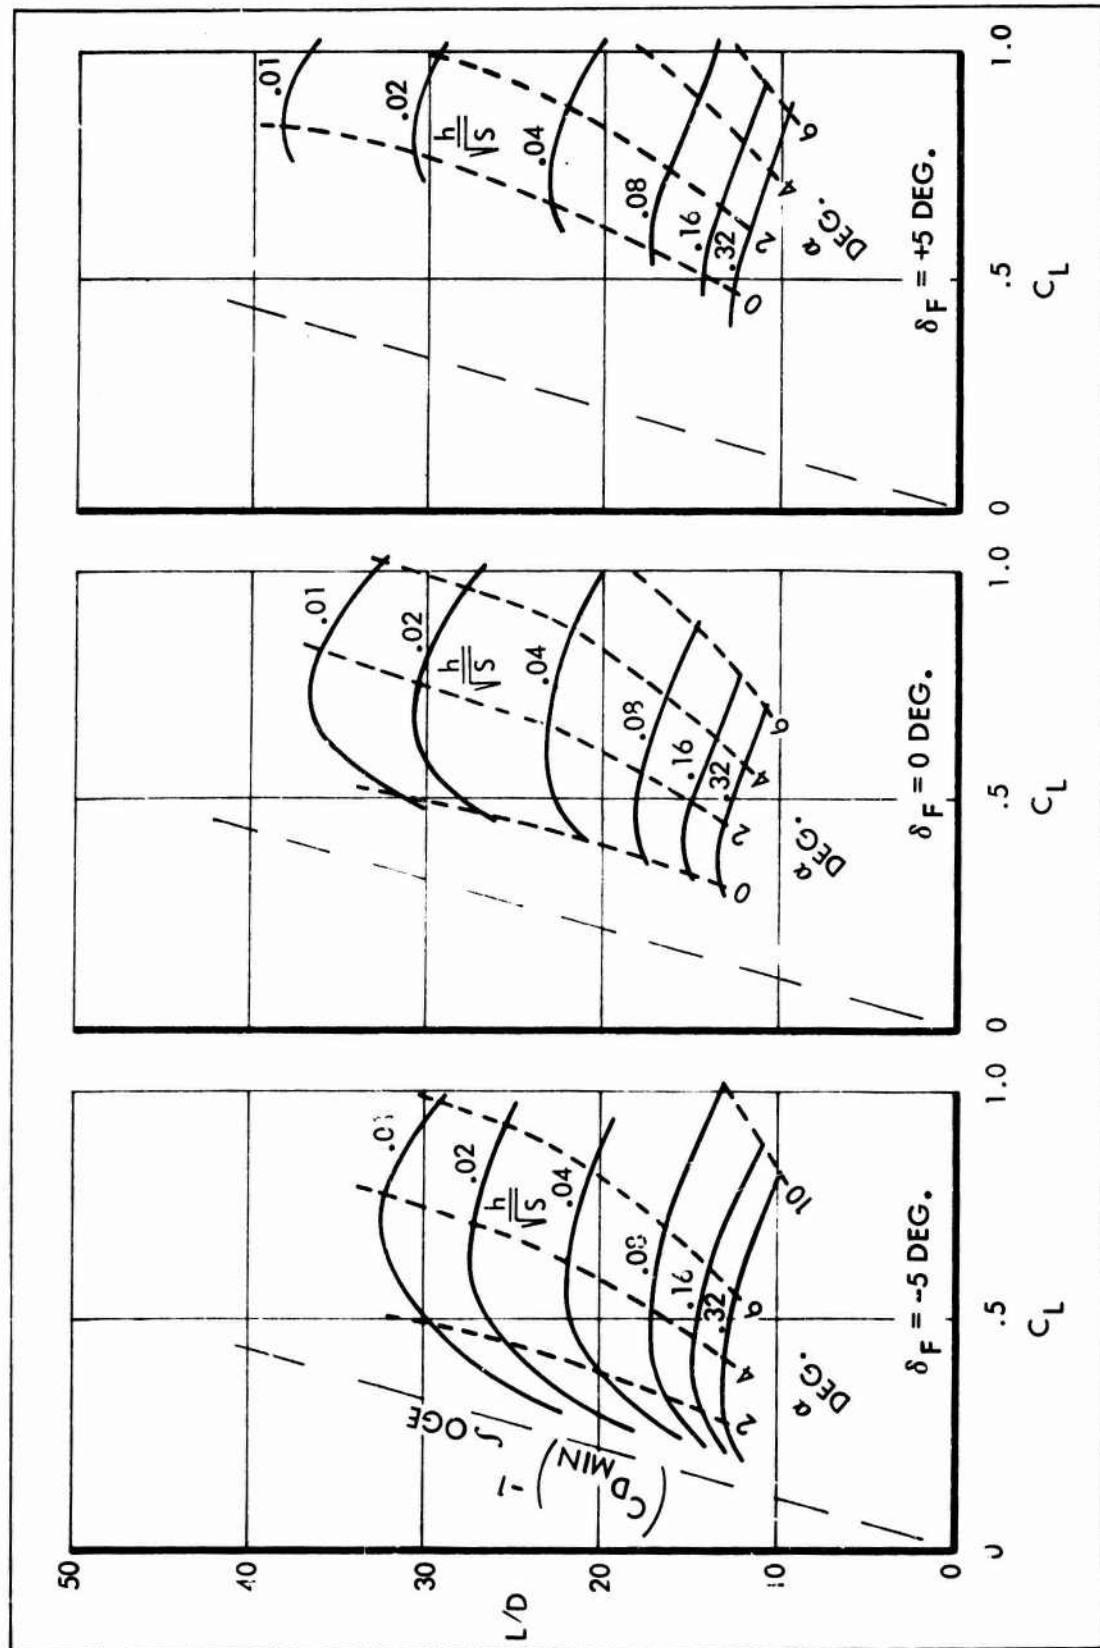 50
40
30
20
10
0
L/D
(C_D MIN)^-1 OGE
.01
.02
h/√S
.04
.08
.16
.32
2
4
6
10
α
DEG.
δ_F = -5 DEG.
0
.5
1.0
C_L
.01
.02
h/√S
.04
.08
.16
.32
0
2
4
6
α
DEG.
δ_F = 0 DEG.
0
.5
1.0
C_L
.01
.02
h/√S
.04
.08
.16
.32
0
2
4
6
α
DEG.
δ_F = +5 DEG.
0
.5
1.0
C_L